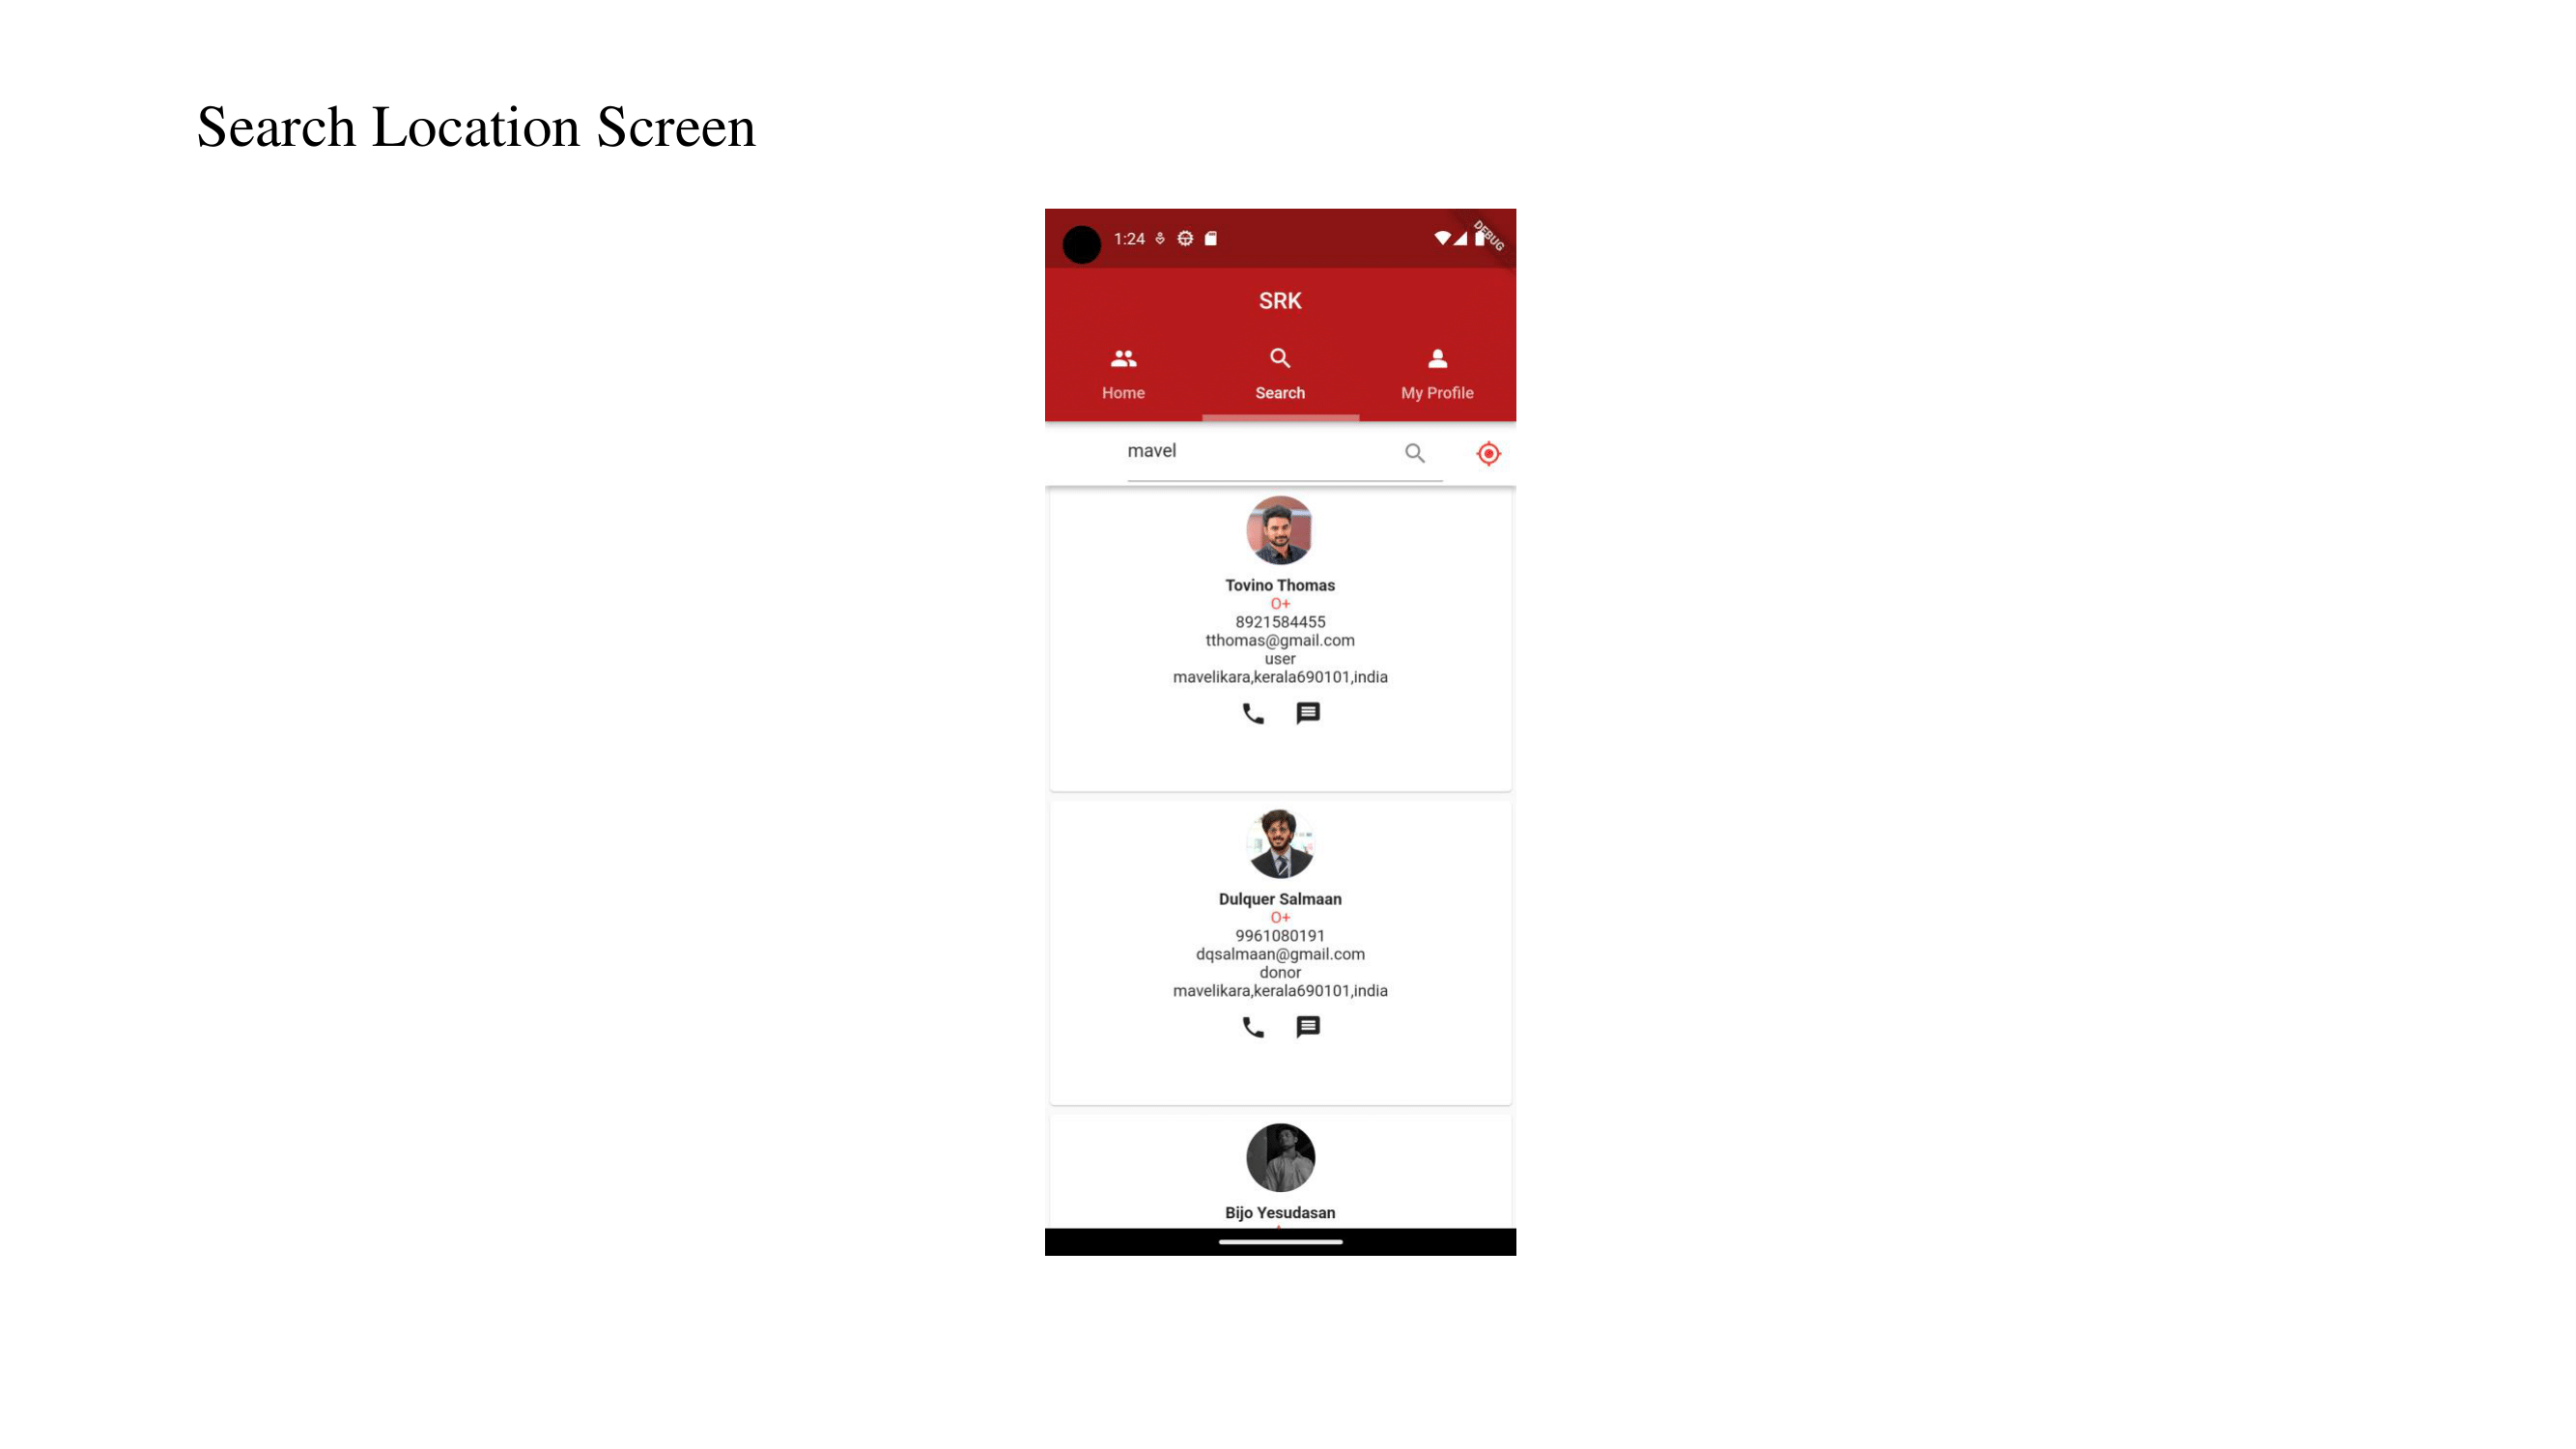 Search Location Screen
1:24
DEBUG
SRK
Home Search My Profile
mavel
Tovino Thomas
O+
8921584455
tthomas@gmail.com
user
mavelikara,kerala690101,india
Dulquer Salmaan
O+
9961080191
dqsalmaan@gmail.com
donor
mavelikara,kerala690101,india
Bijo Yesudasan